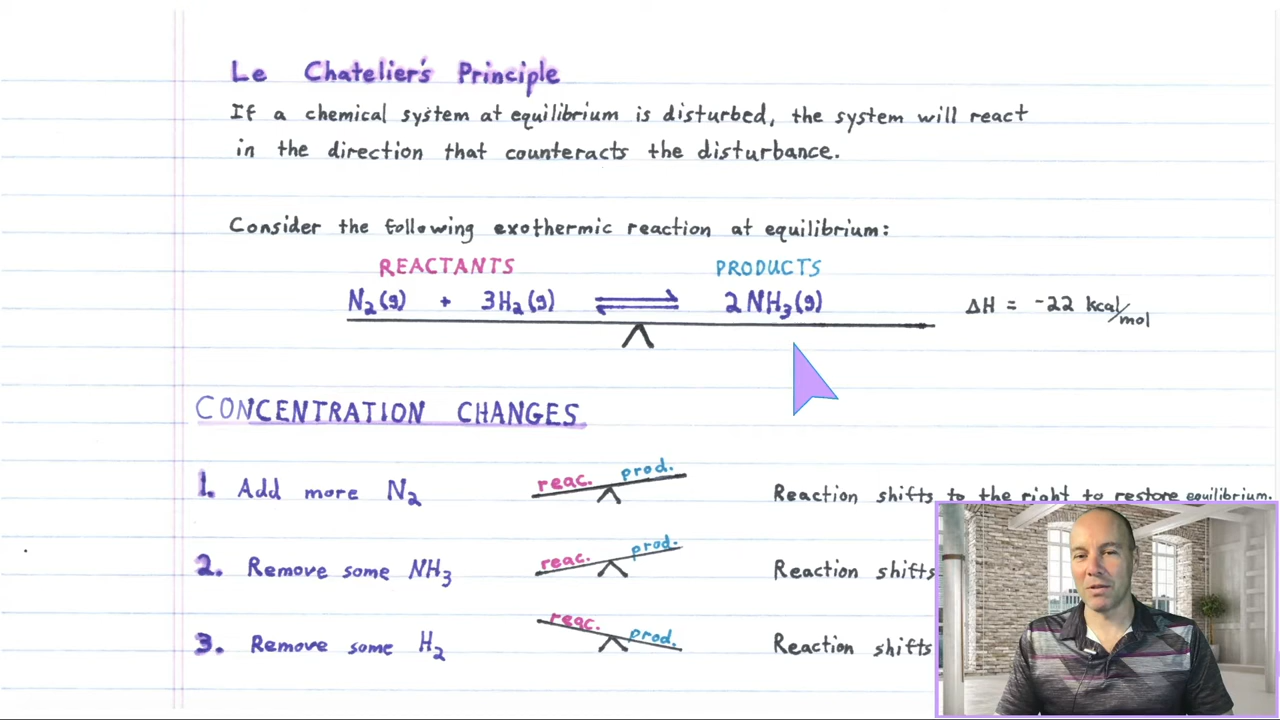 Le Chatelier's Principle
If a chemical system at equilibrium is disturbed, the system will react
in the direction that counteracts the disturbance.
Consider the following exothermic reaction at equilibrium:
REACTANTS PRODUCTS
N₂(g) + 3H₂(g) ⇌ 2NH₃(g) ΔH = -22 kcal/mol
CONCENTRATION CHANGES
1. Add more N₂ reac. prod. Reaction shifts to the right to restore equilibrium.
2. Remove some NH₃ reac. prod. Reaction shifts
3. Remove some H₂ reac. prod. Reaction shifts